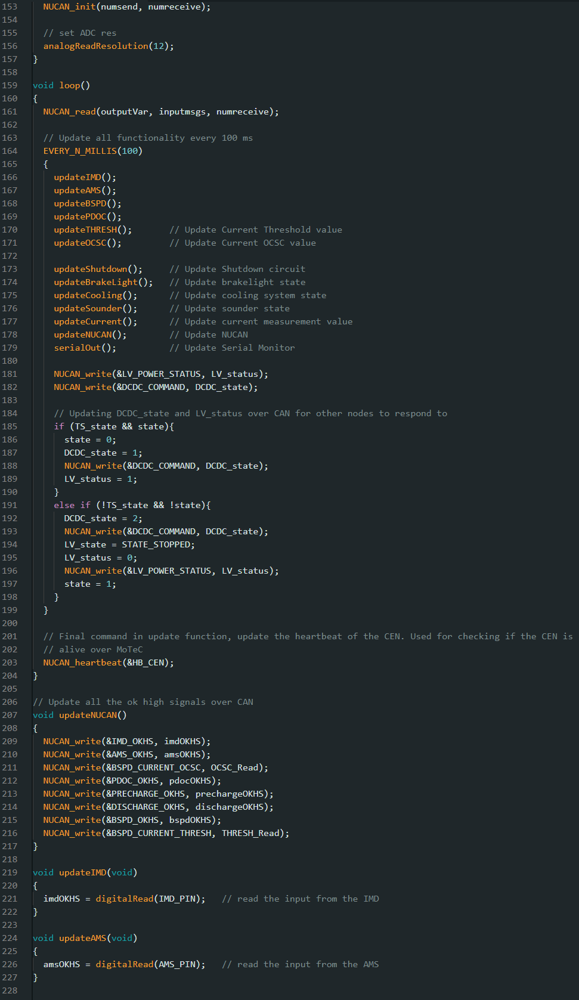 153 NUCAN_init(numsend, numreceive);
154
155 // set ADC res
156 analogReadResolution(12);
157 }
158
159 void loop()
160 {
161 NUCAN_read(outputVar, inputmsgs, numreceive);
162
163 // Update all functionality every 100 ms
164 EVERY_N_MILLIS(100)
165 {
166 updateIMD();
167 updateAMS();
168 updateBSPD();
169 updatePDOC();
170 updateTHRESH(); // Update Current Threshold value
171 updateOCSC(); // Update Current OCSC value
172
173 updateShutdown(); // Update Shutdown circuit
174 updateBrakeLight(); // Update brakelight state
175 updateCooling(); // Update cooling system state
176 updateSounder(); // Update sounder state
177 updateCurrent(); // Update current measurement value
178 updateNUCAN(); // Update NUCAN
179 serialOut(); // Update Serial Monitor
180
181 NUCAN_write(&LV_POWER_STATUS, LV_status);
182 NUCAN_write(&DCDC_COMMAND, DCDC_state);
183
184 // Updating DCDC_state and LV_status over CAN for other nodes to respond to
185 if (TS_state && state){
186 state = 0;
187 DCDC_state = 1;
188 NUCAN_write(&DCDC_COMMAND, DCDC_state);
189 LV_status = 1;
190 }
191 else if (!TS_state && !state){
192 DCDC_state = 2;
193 NUCAN_write(&DCDC_COMMAND, DCDC_state);
194 LV_state = STATE_STOPPED;
195 LV_status = 0;
196 NUCAN_write(&LV_POWER_STATUS, LV_status);
197 state = 1;
198 }
199 }
200
201 // Final command in update function, update the heartbeat of the CEN. Used for checking if the CEN is
202 // alive over MoTeC
203 NUCAN_heartbeat(&HB_CEN);
204 }
205
206 // Update all the ok high signals over CAN
207 void updateNUCAN()
208 {
209 NUCAN_write(&IMD_OKHS, imdOKHS);
210 NUCAN_write(&AMS_OKHS, amsOKHS);
211 NUCAN_write(&BSPD_CURRENT_OCSC, OCSC_Read);
212 NUCAN_write(&PDOC_OKHS, pdocOKHS);
213 NUCAN_write(&PRECHARGE_OKHS, prechargeOKHS);
214 NUCAN_write(&DISCHARGE_OKHS, dischargeOKHS);
215 NUCAN_write(&BSPD_OKHS, bspdOKHS);
216 NUCAN_write(&BSPD_CURRENT_THRESH, THRESH_Read);
217 }
218
219 void updateIMD(void)
220 {
221 imdOKHS = digitalRead(IMD_PIN); // read the input from the IMD
222 }
223
224 void updateAMS(void)
225 {
226 amsOKHS = digitalRead(AMS_PIN); // read the input from the AMS
227 }
228